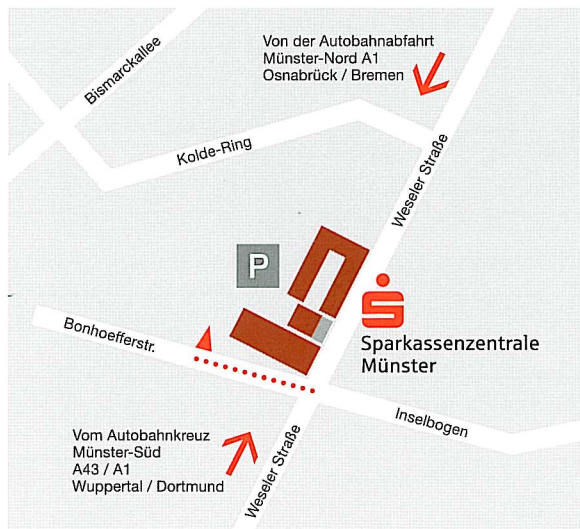 Von der Autobahnabfahrt
Münster-Nord A1
Osnabrück / Bremen
Bismarckallee
Kolde-Ring
Weseler Straße
P
Sparkassenzentrale
Münster
Bonhoefferstr.
Inselbogen
Vom Autobahnkreuz
Münster-Süd
A43 / A1
Wuppertal / Dortmund
Weseler Straße